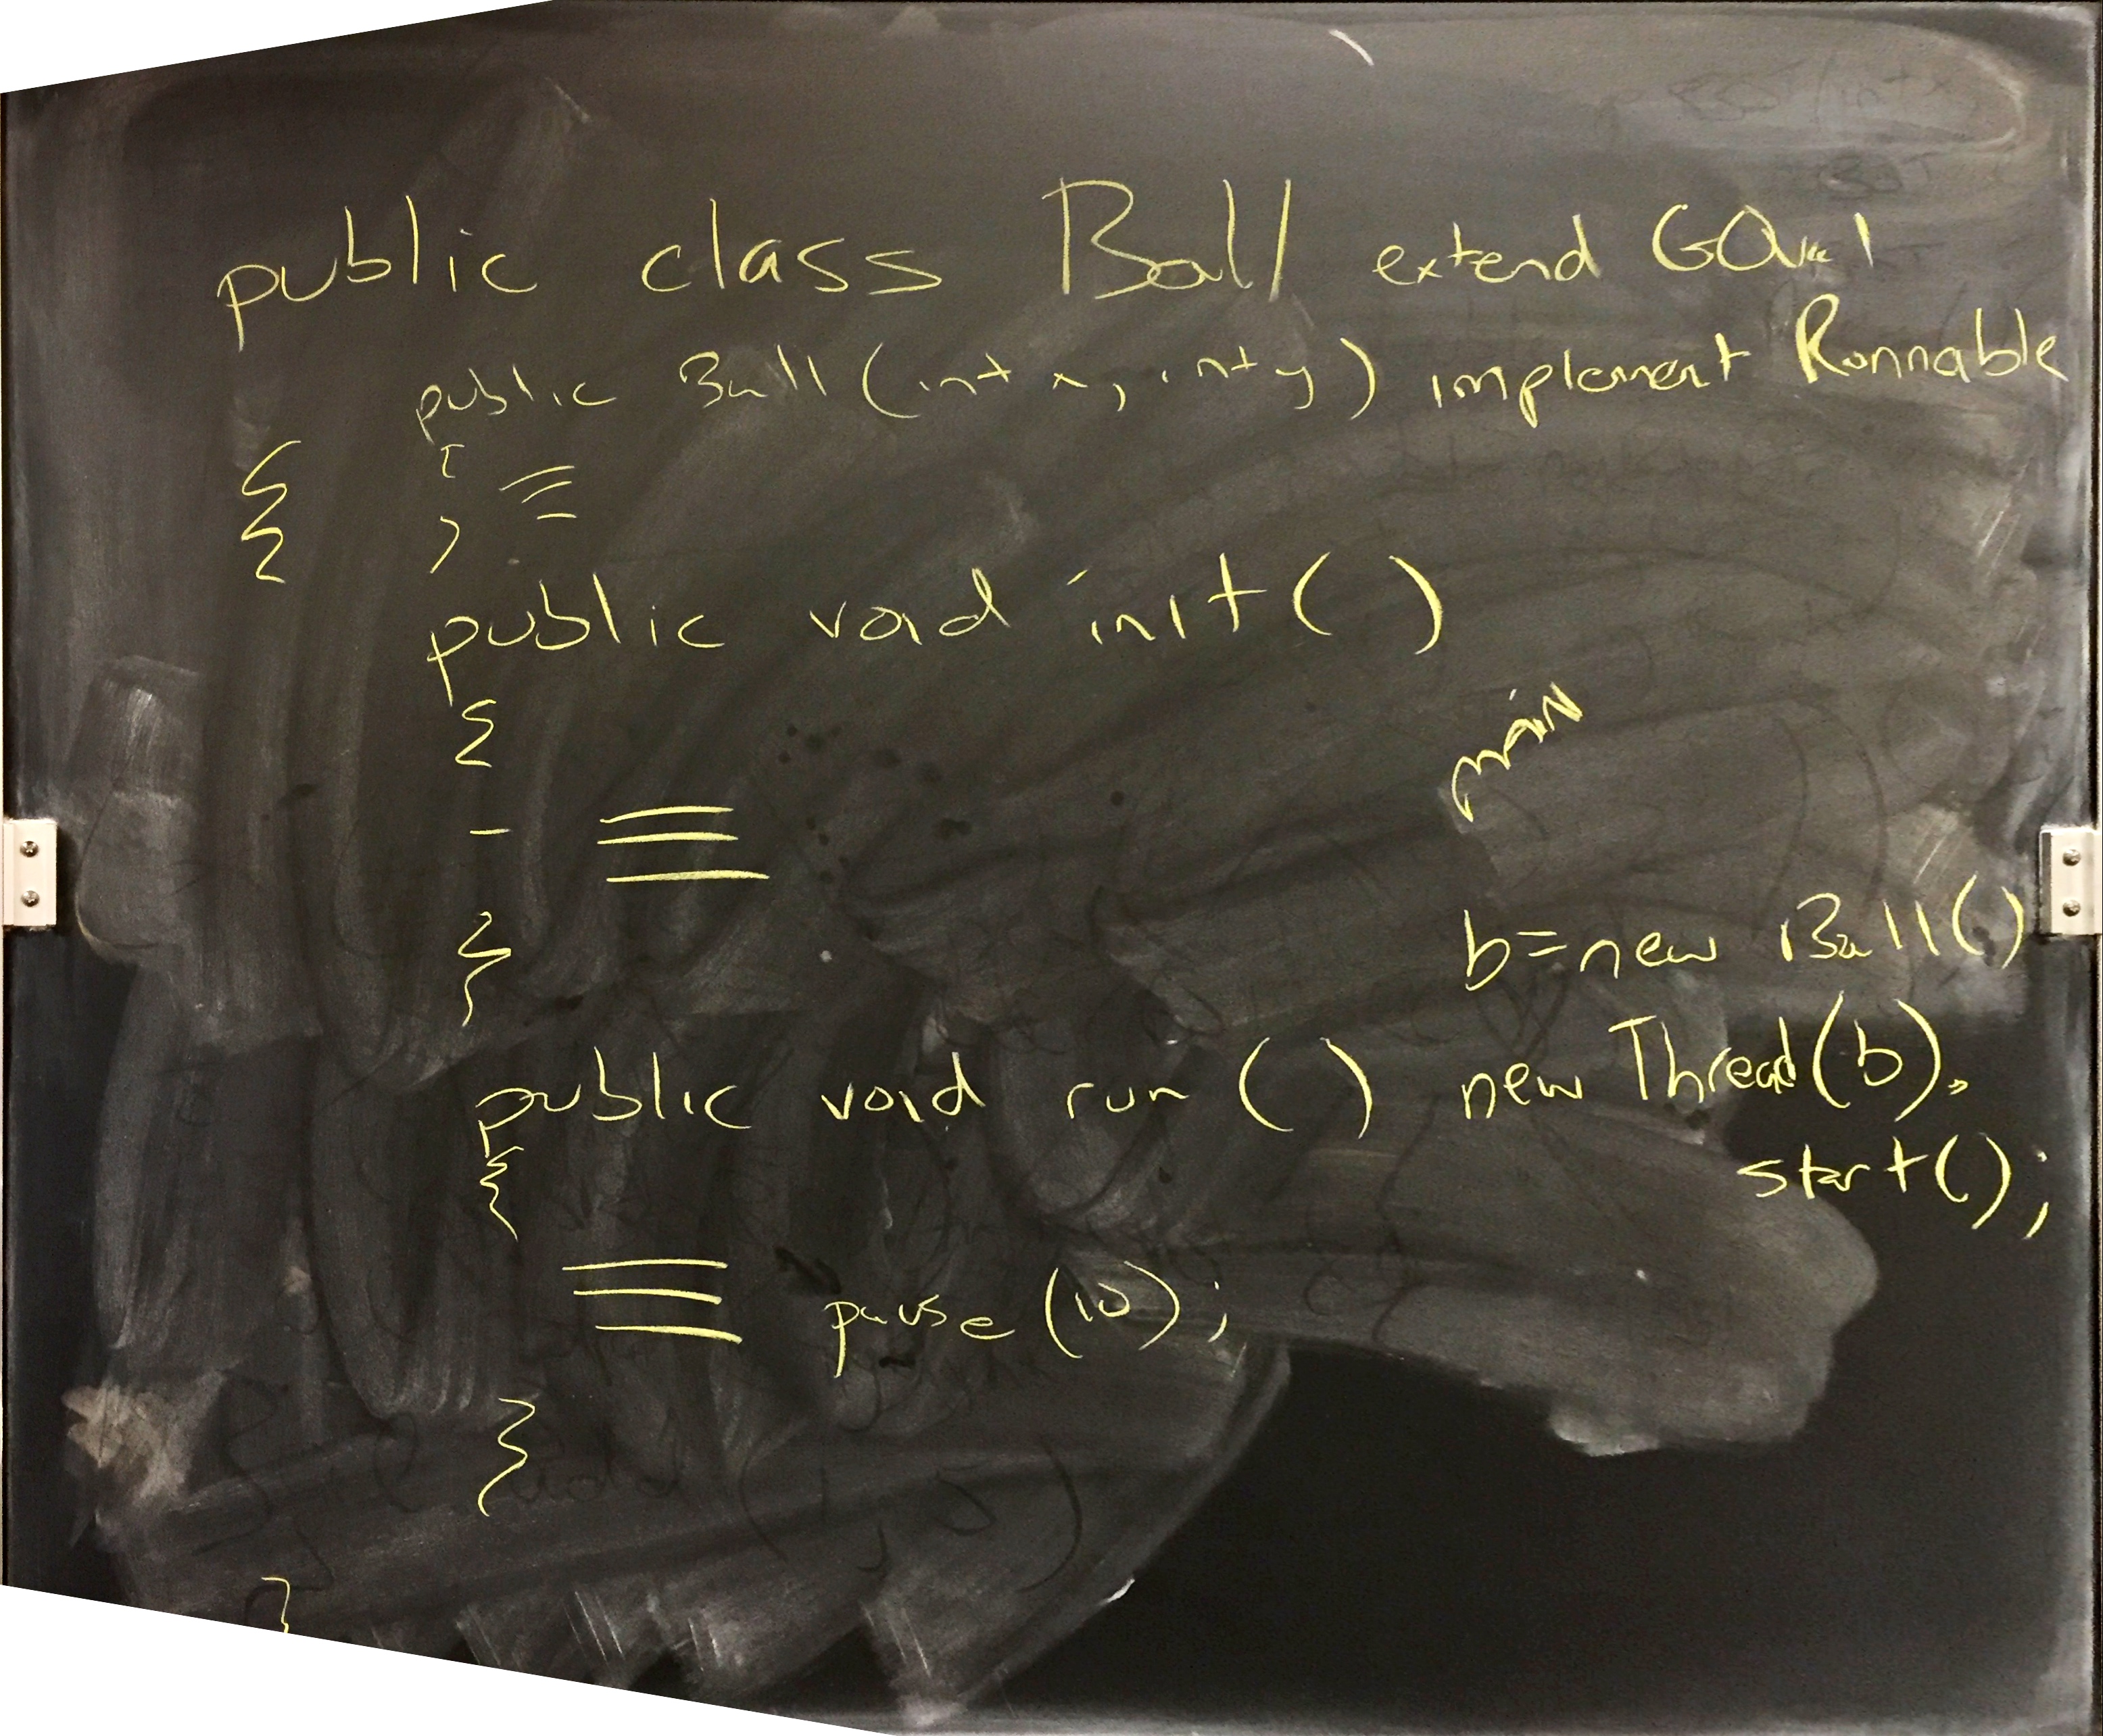 public class Ball extend GOval
implement Runnable
public Ball(int x, int y)
{ {
}
public void init()
{
}
public void run()
{
pause(10);
}
}
main
b=new Ball()
new Thread(b).
start();